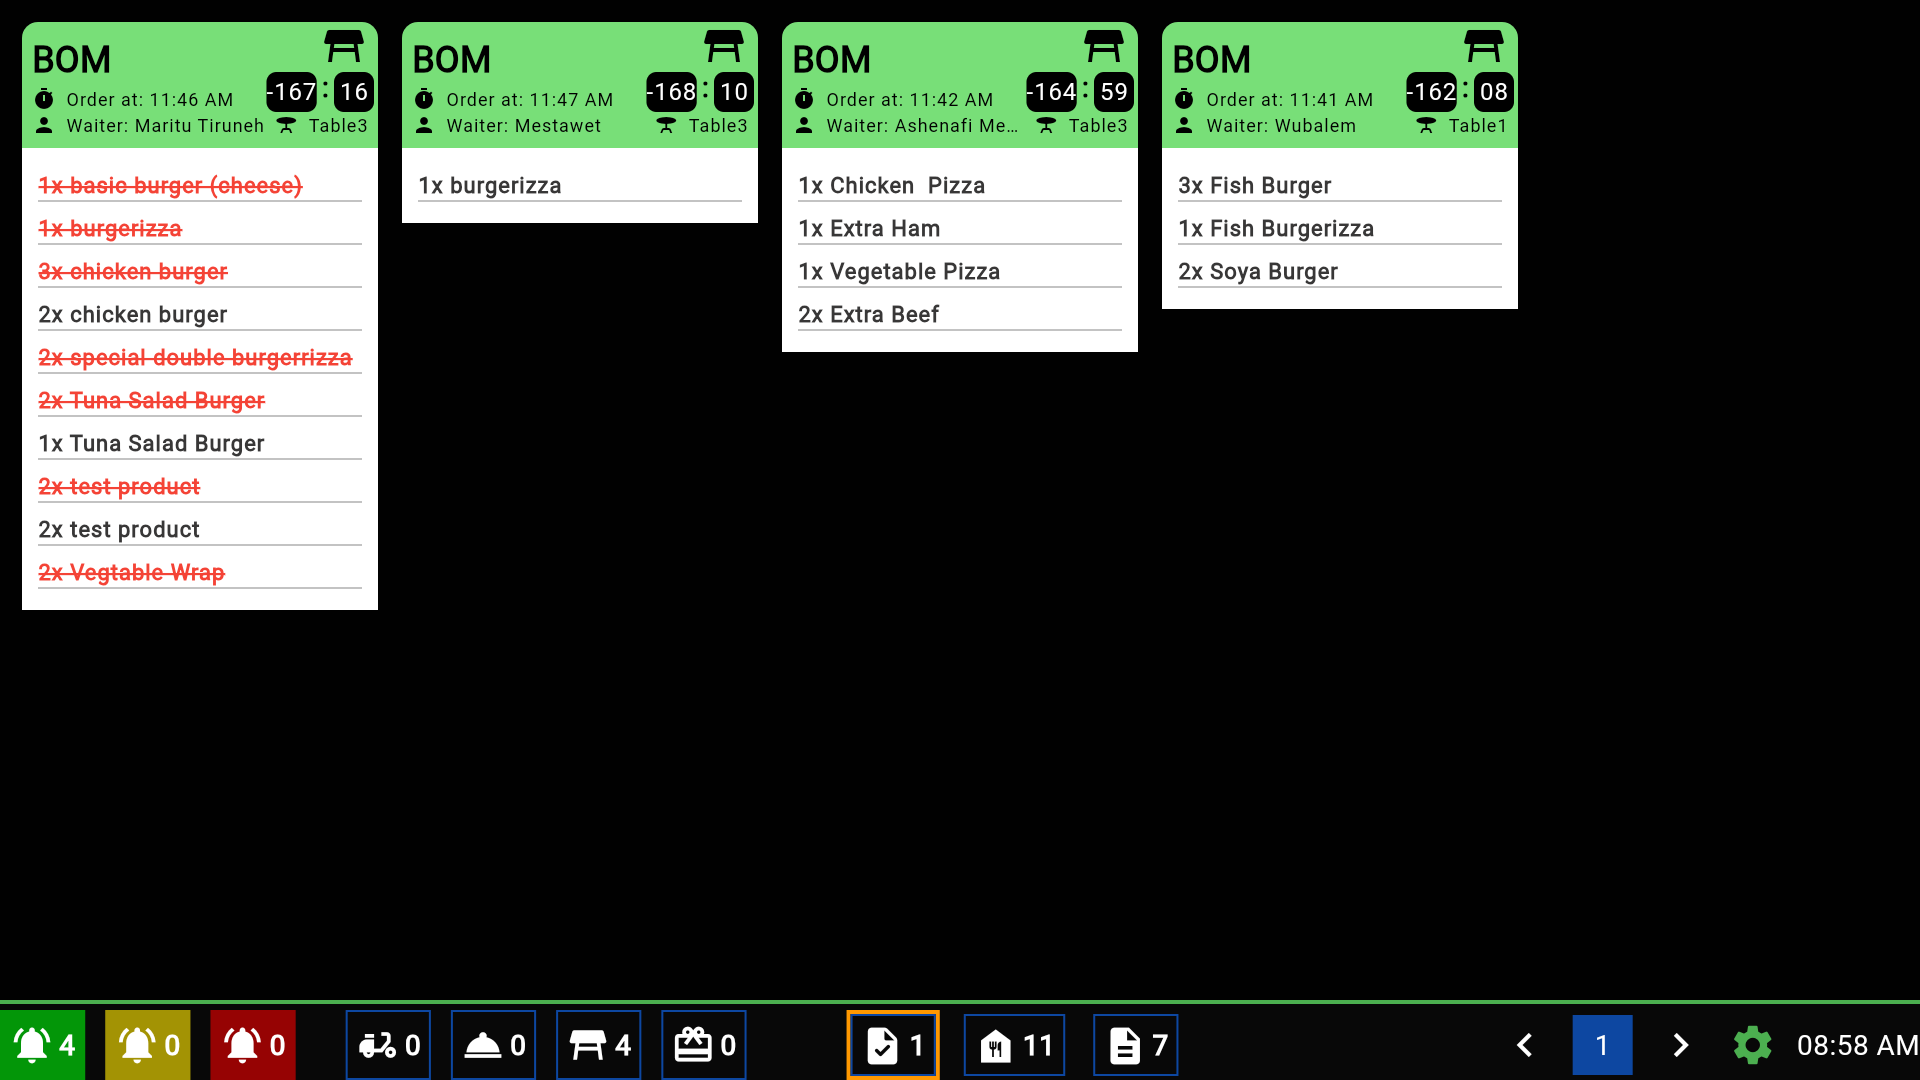 BOM
Order at: 11:46 AM
-167 : 16
Waiter: Maritu Tiruneh
Table3
1x basic burger (cheese)
1x burgerizza
3x chicken burger
2x chicken burger
2x special double burgerrizza
2x Tuna Salad Burger
1x Tuna Salad Burger
2x test product
2x test product
2x Vegtable Wrap
BOM
Order at: 11:47 AM
-168 : 10
Waiter: Mestawet
Table3
1x burgerizza
BOM
Order at: 11:42 AM
-164 : 59
Waiter: Ashenafi Me...
Table3
1x Chicken  Pizza
1x Extra Ham
1x Vegetable Pizza
2x Extra Beef
BOM
Order at: 11:41 AM
-162 : 08
Waiter: Wubalem
Table1
3x Fish Burger
1x Fish Burgerizza
2x Soya Burger
4 0 0 0 0 4 0 1 11 7 1 08:58 AM